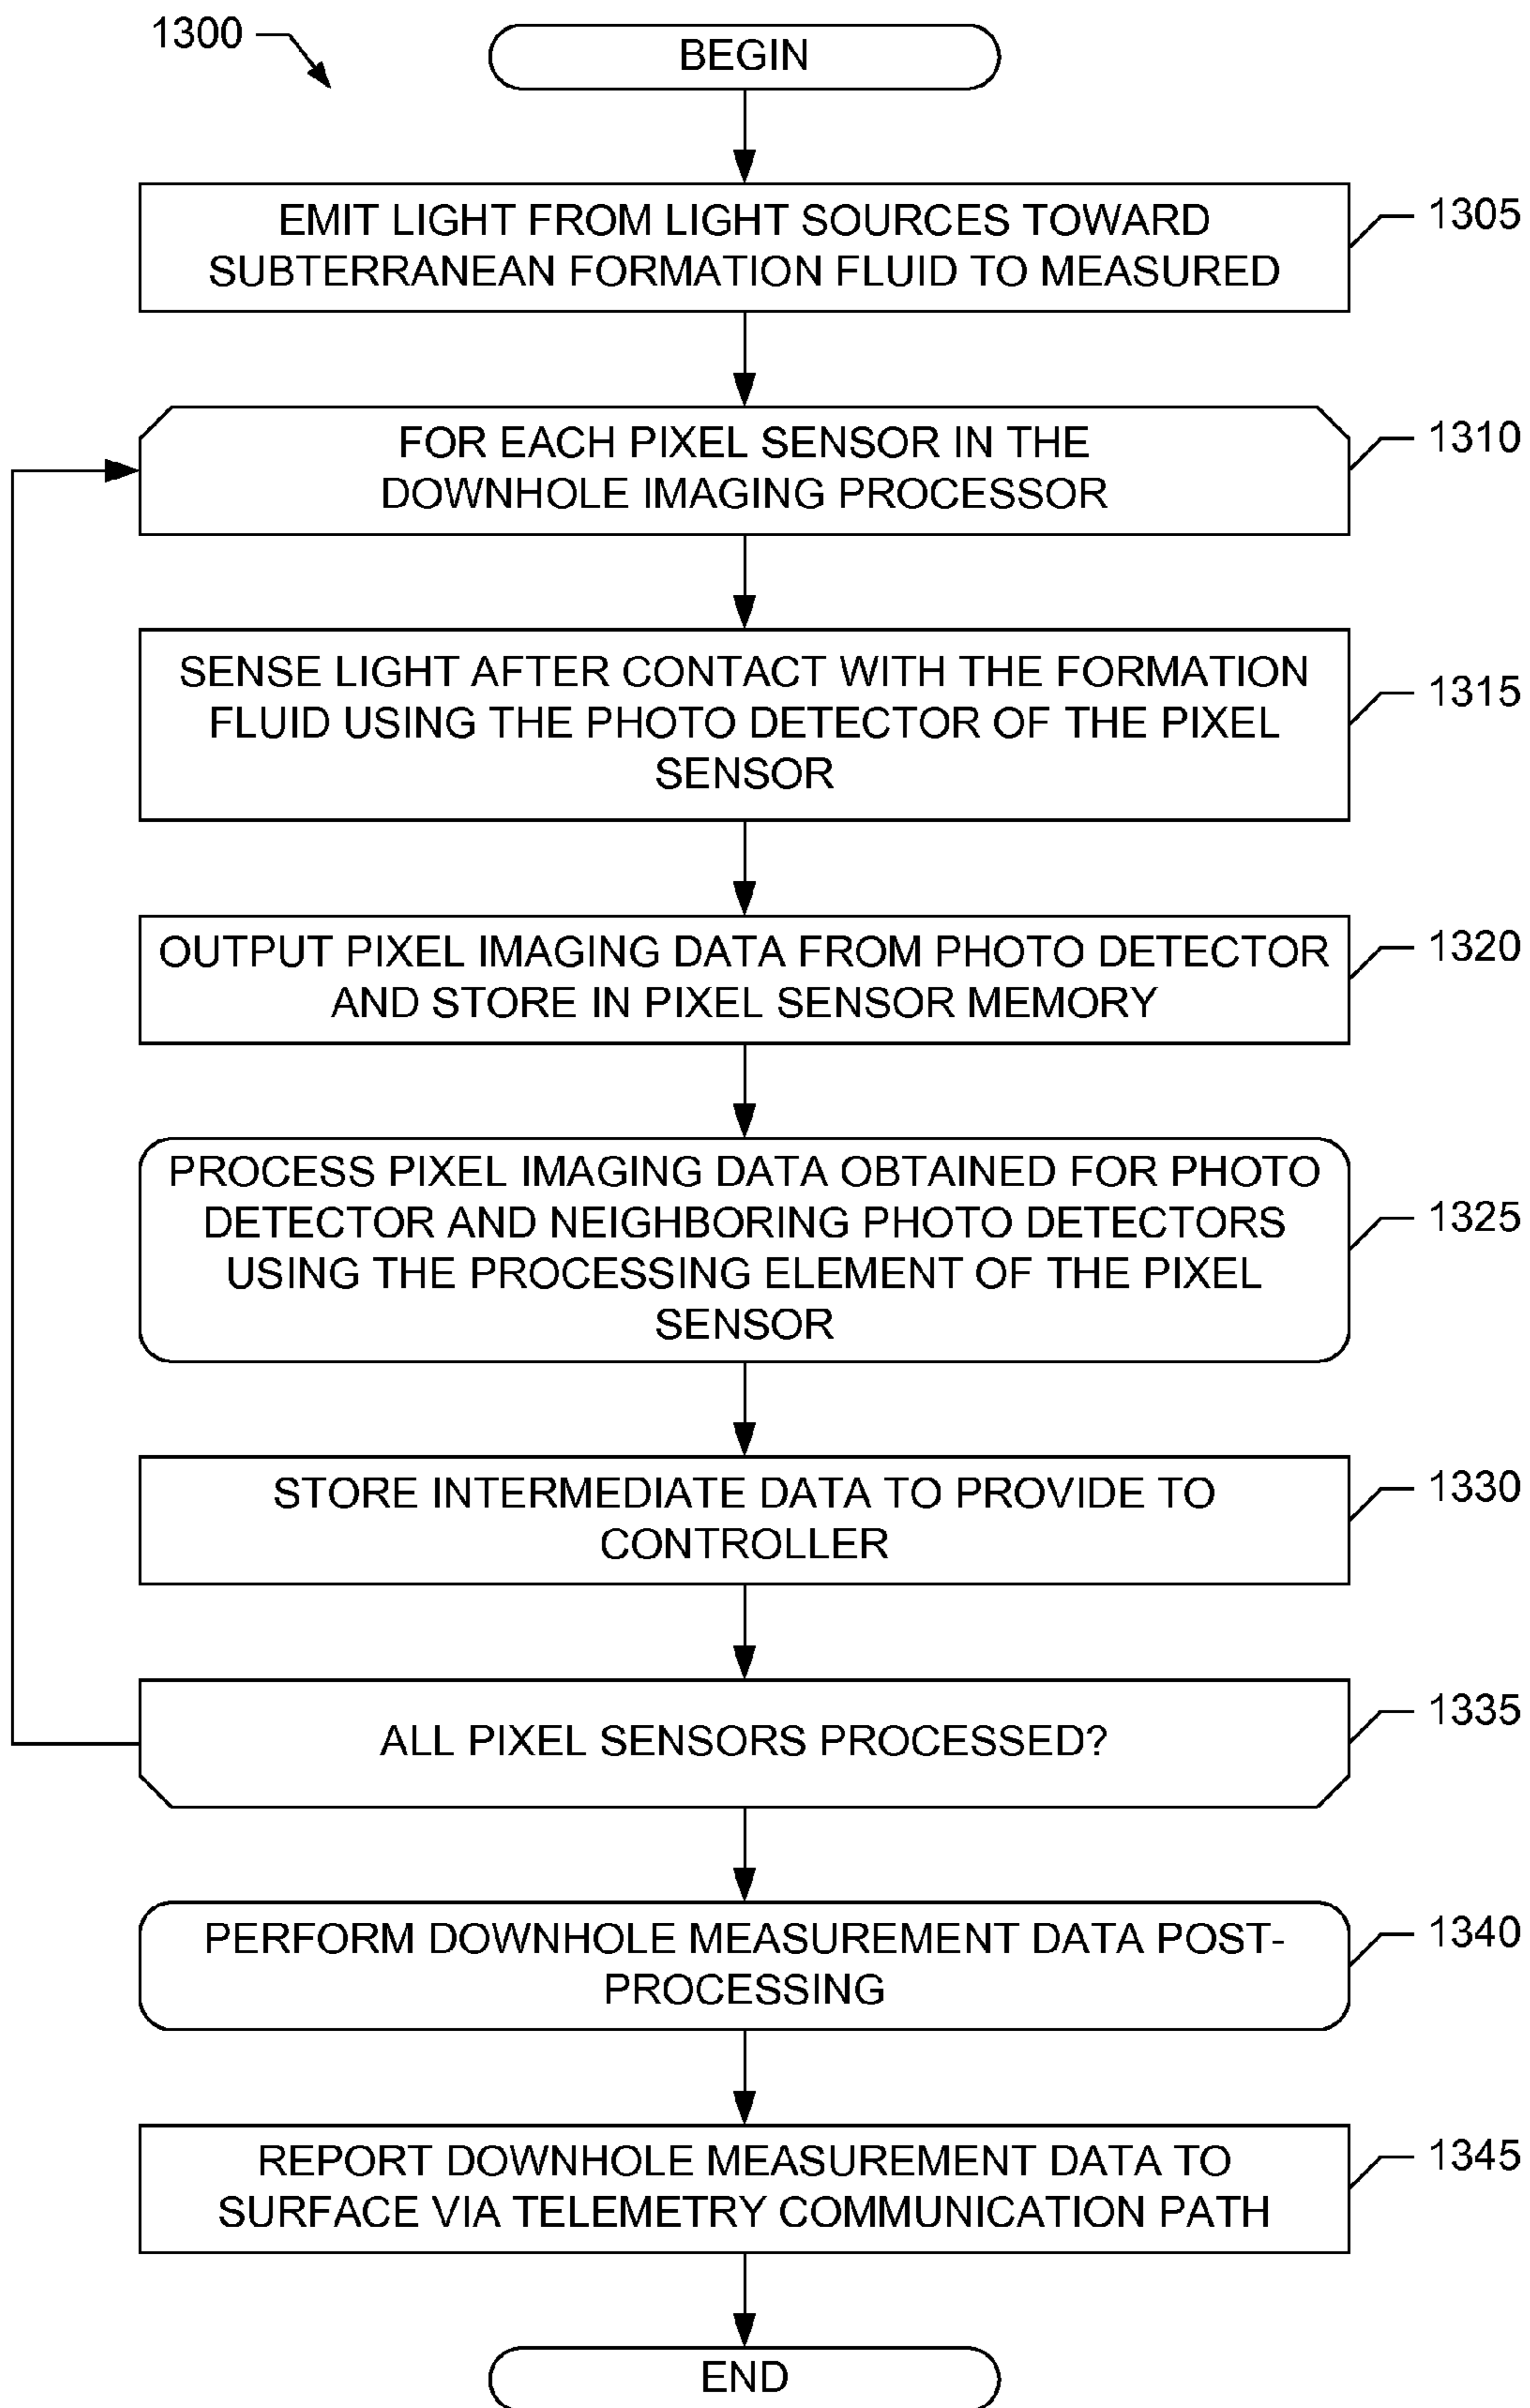 1300
BEGIN
EMIT LIGHT FROM LIGHT SOURCES TOWARD
SUBTERRANEAN FORMATION FLUID TO MEASURED
1305
FOR EACH PIXEL SENSOR IN THE
DOWNHOLE IMAGING PROCESSOR
1310
SENSE LIGHT AFTER CONTACT WITH THE FORMATION
FLUID USING THE PHOTO DETECTOR OF THE PIXEL
SENSOR
1315
OUTPUT PIXEL IMAGING DATA FROM PHOTO DETECTOR
AND STORE IN PIXEL SENSOR MEMORY
1320
PROCESS PIXEL IMAGING DATA OBTAINED FOR PHOTO
DETECTOR AND NEIGHBORING PHOTO DETECTORS
USING THE PROCESSING ELEMENT OF THE PIXEL
SENSOR
1325
STORE INTERMEDIATE DATA TO PROVIDE TO
CONTROLLER
1330
ALL PIXEL SENSORS PROCESSED?
1335
PERFORM DOWNHOLE MEASUREMENT DATA POST-
PROCESSING
1340
REPORT DOWNHOLE MEASUREMENT DATA TO
SURFACE VIA TELEMETRY COMMUNICATION PATH
1345
END